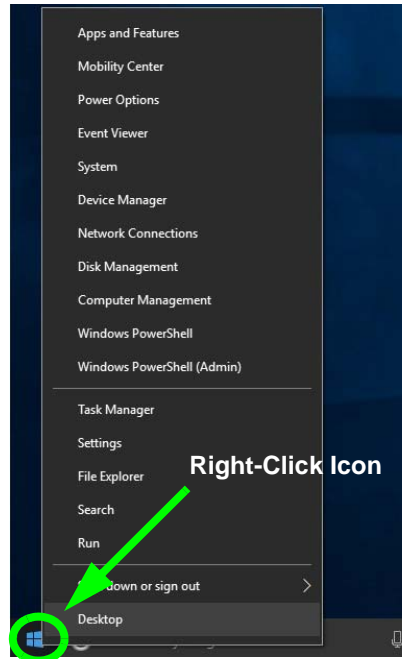 Apps and Features
Mobility Center
Power Options
Event Viewer
System
Device Manager
Network Connections
Disk Management
Computer Management
Windows PowerShell
Windows PowerShell (Admin)
Task Manager
Settings
Right-Click Icon
File Explorer
Search
Run
down or sign out
Desktop